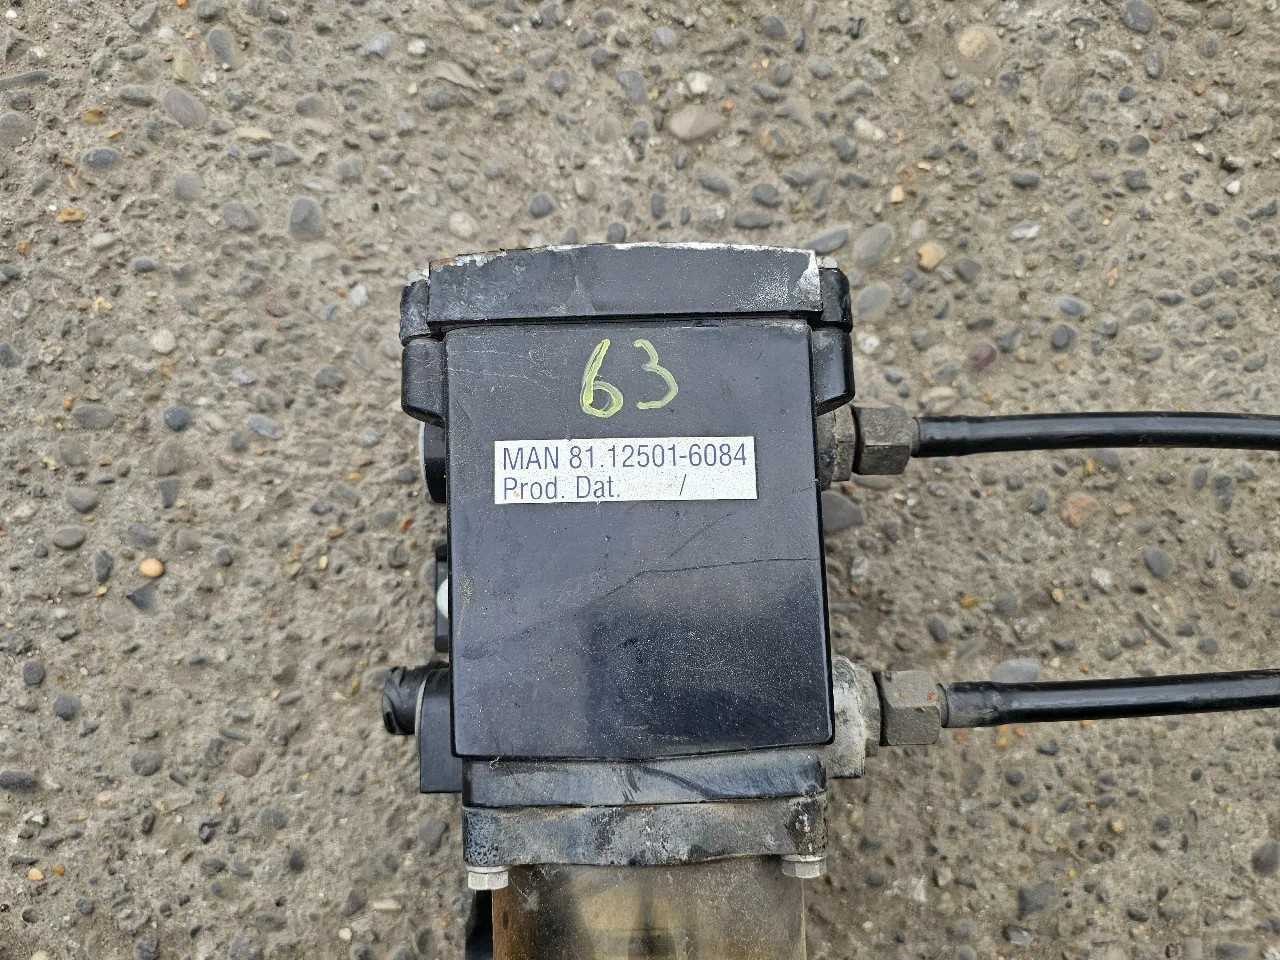 63
MAN 81.12501-6084
Prod. Dat. /